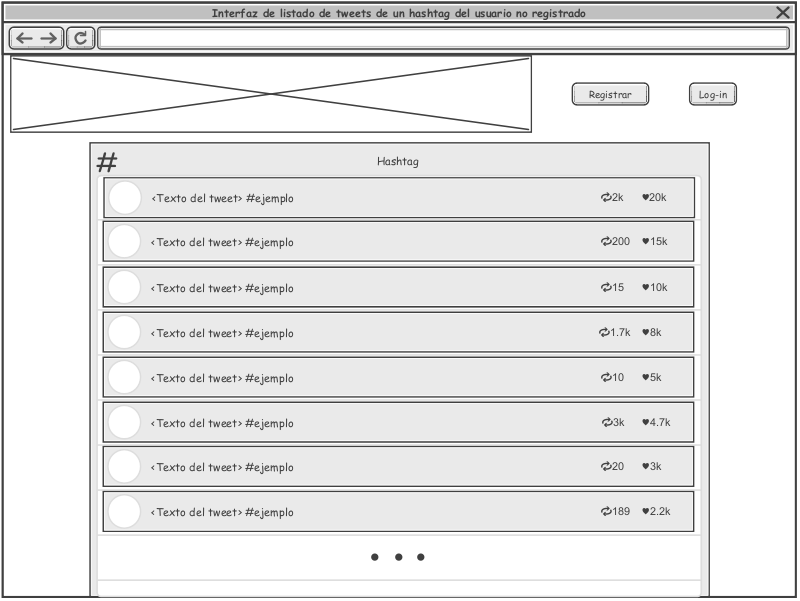 Interfaz de listado de tweets de un hashtag del usuario no registrado
Registrar Log-in
# Hashtag
<Texto del tweet> #ejemplo 2k 20k
<Texto del tweet> #ejemplo 200 15k
<Texto del tweet> #ejemplo 15 10k
<Texto del tweet> #ejemplo 1.7k 8k
<Texto del tweet> #ejemplo 10 5k
<Texto del tweet> #ejemplo 3k 4.7k
<Texto del tweet> #ejemplo 20 3k
<Texto del tweet> #ejemplo 189 2.2k